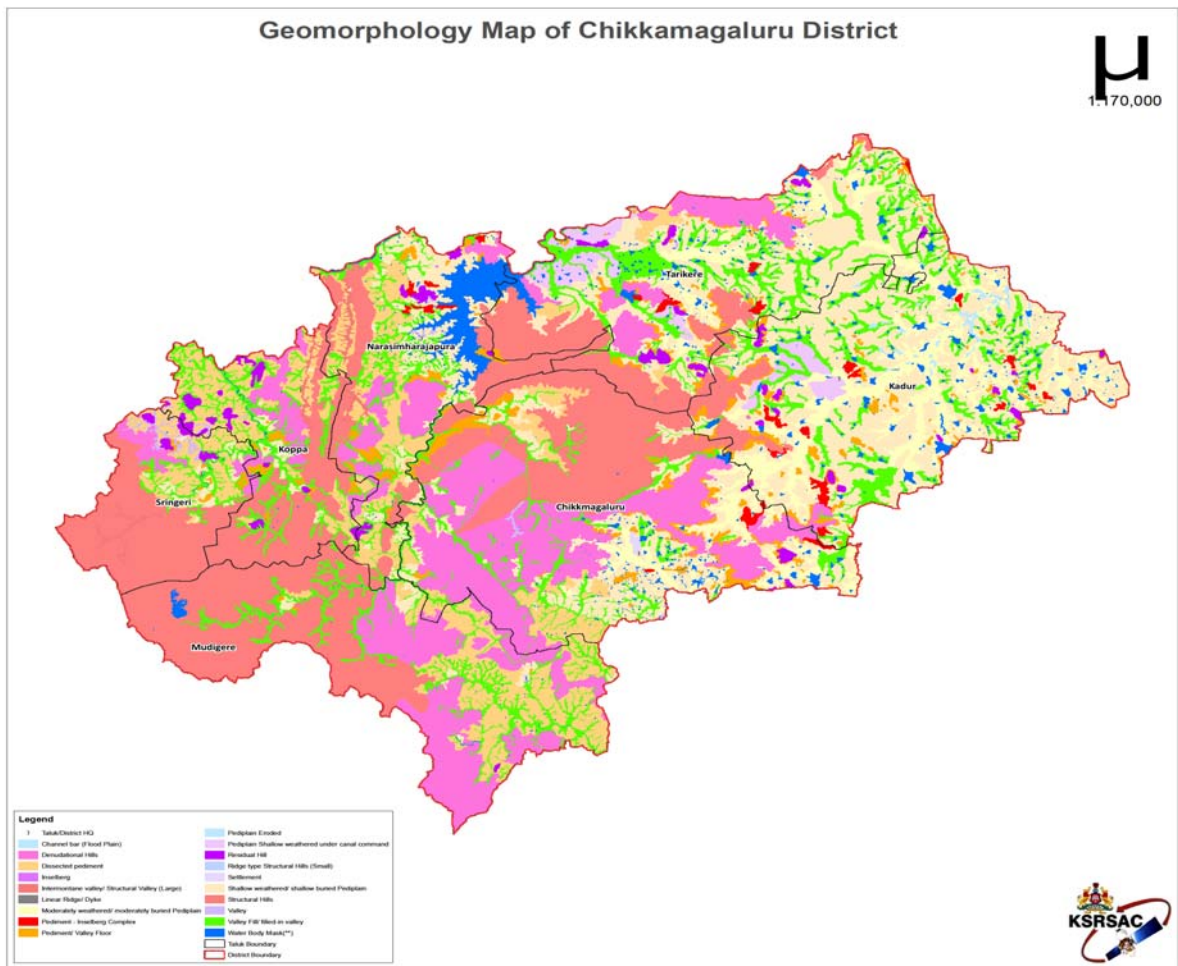 Geomorphology Map of Chikkamagaluru District
µ
1:170,000
Tarikere
Narasimharajapura
Kadur
Koppa
Sringeri
Chikkmagaluru
Mudigere
Legend
Taluk/District HQ
Channel bar (Flood Plain)
Denudational Hills
Dissected pediment
Inselberg
Intermontane valley/ Structural Valley (Large)
Linear Ridge/ Dyke
Moderately weathered/ moderately buried Pediplain
Pediment - Inselberg Complex
Pediment/ Valley Floor
Pediplain Eroded
Pediplain Shallow weathered under canal command
Residual Hill
Ridge type Structural Hills (Small)
Settlement
Shallow weathered/ shallow buried Pediplain
Structural Hills
Valley
Valley Fill/ filled-in valley
Water Body Mask(**)
Taluk Boundary
District Boundary
KSRSAC